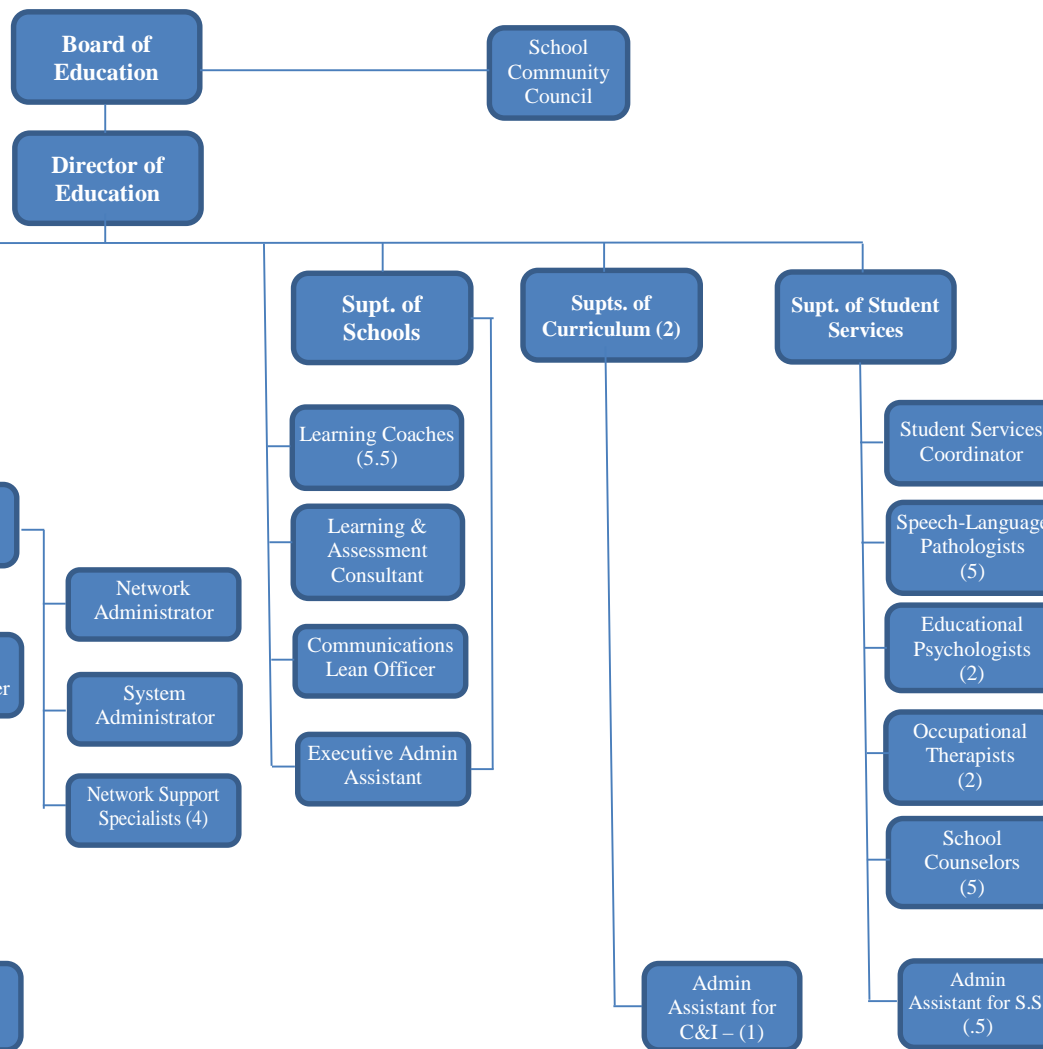 Board of
Education
School
Community
Council
Director of
Education
Supt. of
Schools
Supts. of
Curriculum (2)
Supt. of Student
Services
Learning Coaches
(5.5)
Learning &
Assessment
Consultant
Communications
Lean Officer
Executive Admin
Assistant
Network
Administrator
System
Administrator
Network Support
Specialists (4)
Admin
Assistant for
C&I – (1)
Student Services
Coordinator
Speech-Language
Pathologists
(5)
Educational
Psychologists
(2)
Occupational
Therapists
(2)
School
Counselors
(5)
Admin
Assistant for S.S.
(.5)